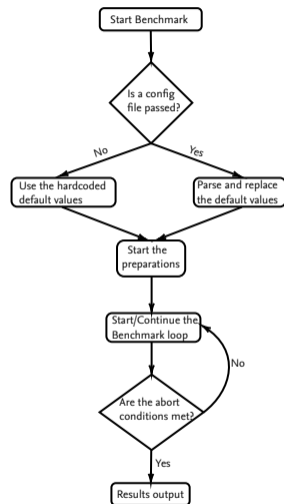 Start Benchmark
Is a config
file passed?
No
Yes
Use the hardcoded
default values
Parse and replace
the default values
Start the
preparations
Start/Continue the
Benchmark loop
No
Are the abort
conditions met?
Yes
Results output